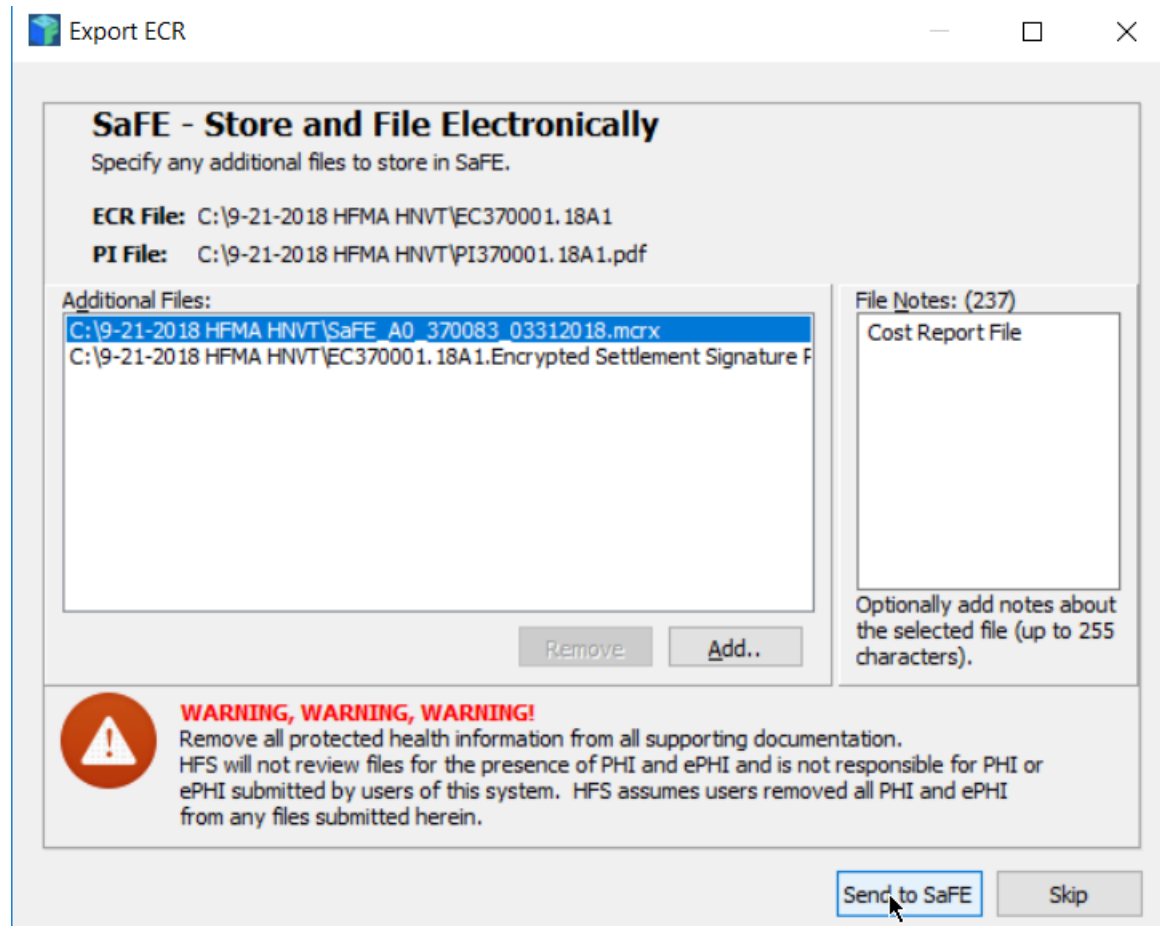 Export ECR
SaFE - Store and File Electronically
Specify any additional files to store in SaFE.
ECR File: C:\9-21-2018 HFMA HNVT\EC370001.18A1
PI File: C:\9-21-2018 HFMA HNVT\PI370001.18A1.pdf
Additional Files:
C:\9-21-2018 HFMA HNVT\SaFE_A0_370083_03312018.mcrx
C:\9-21-2018 HFMA HNVT\EC370001.18A1.Encrypted Settlement Signature F
Remove
Add..
File Notes: (237)
Cost Report File
Optionally add notes about
the selected file (up to 255
characters).
WARNING, WARNING, WARNING!
Remove all protected health information from all supporting documentation.
HFS will not review files for the presence of PHI and ePHI and is not responsible for PHI or
ePHI submitted by users of this system. HFS assumes users removed all PHI and ePHI
from any files submitted herein.
Send to SaFE
Skip